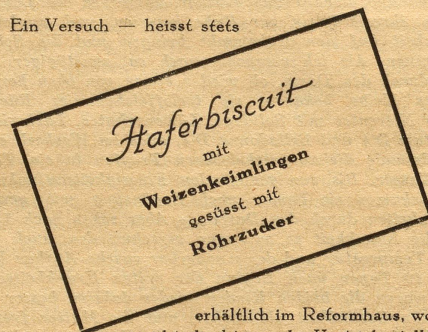 Ein Versuch — heisst stets
Haferbiscuit
mit
Weizenkeimlingen
gesüsst mit
Rohrzucker
erhältlich im Reformhaus,